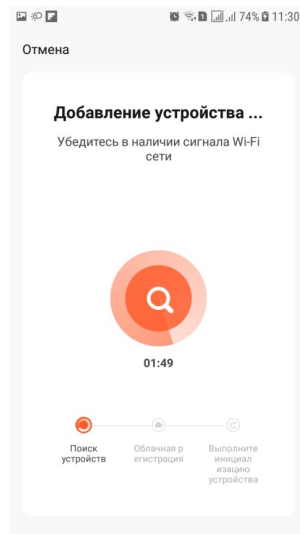 74% 11:30
Отмена
Добавление устройства ...
Убедитесь в наличии сигнала Wi-Fi
сети
01:49
Поиск
устройств
Облачная р
егистрация
Выполните
инициал
изацию
устройства